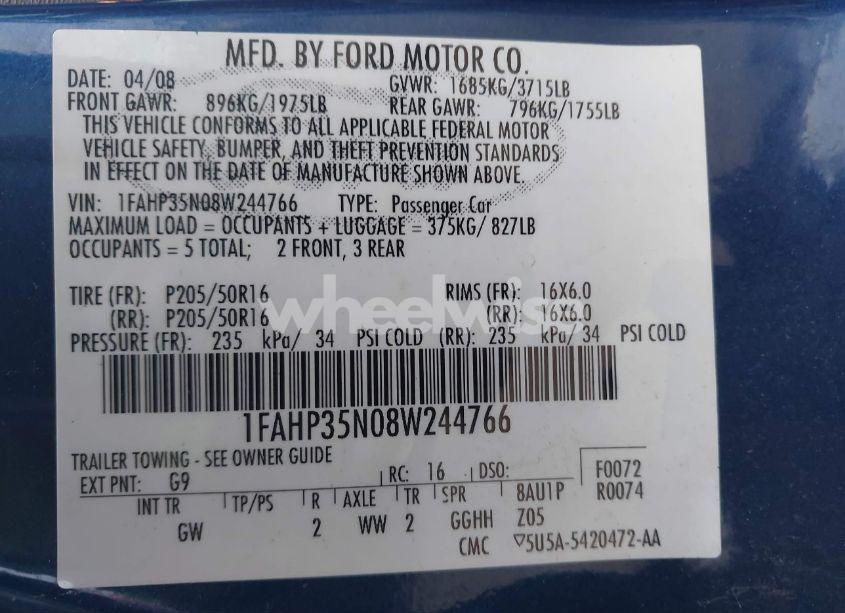 MFD. BY FORD MOTOR CO.
DATE: 04/08 GVWR: 1685KG/3715LB
FRONT GAWR: 896KG/1975LB REAR GAWR: 796KG/1755LB
THIS VEHICLE CONFORMS TO ALL APPLICABLE FEDERAL MOTOR
VEHICLE SAFETY, BUMPER, AND THEFT PREVENTION STANDARDS
IN EFFECT ON THE DATE OF MANUFACTURE SHOWN ABOVE.
VIN: 1FAHP35N08W244766 TYPE: Passenger Car
MAXIMUM LOAD = OCCUPANTS + LUGGAGE = 375KG/ 827LB
OCCUPANTS = 5 TOTAL; 2 FRONT, 3 REAR
TIRE (FR): P205/50R16 RIMS (FR): 16X6.0
(RR): P205/50R16 (RR): 16X6.0
wheelwise
PRESSURE (FR): 235 kPa/ 34 PSI COLD (RR): 235 kPa/ 34 PSI COLD
1FAHP35N08W244766
TRAILER TOWING - SEE OWNER GUIDE
EXT PNT: G9 RC: 16 DSO: F0072
INT TR TP/PS R AXLE TR SPR 8AU1P R0074
GW 2 WW 2 GGHH Z05
CMC ▽5U5A-5420472-AA